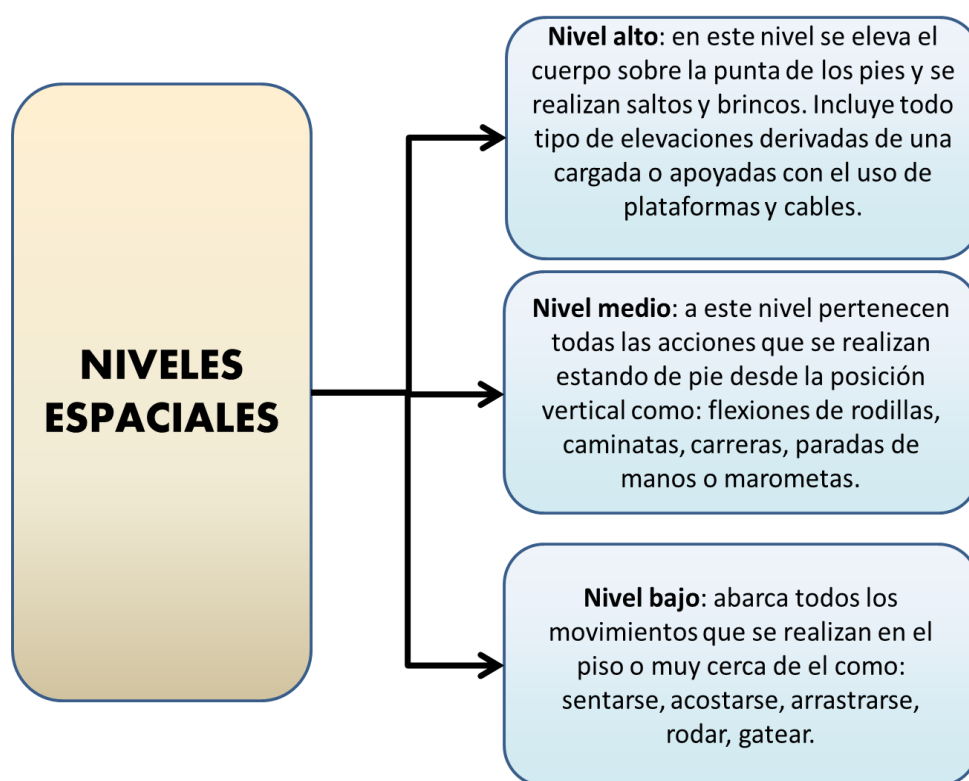 NIVELES
ESPACIALES
Nivel alto: en este nivel se eleva el
cuerpo sobre la punta de los pies y se
realizan saltos y brincos. Incluye todo
tipo de elevaciones derivadas de una
cargada o apoyadas con el uso de
plataformas y cables.
Nivel medio: a este nivel pertenecen
todas las acciones que se realizan
estando de pie desde la posición
vertical como: flexiones de rodillas,
caminatas, carreras, paradas de
manos o marometas.
Nivel bajo: abarca todos los
movimientos que se realizan en el
piso o muy cerca de el como:
sentarse, acostarse, arrastrarse,
rodar, gatear.